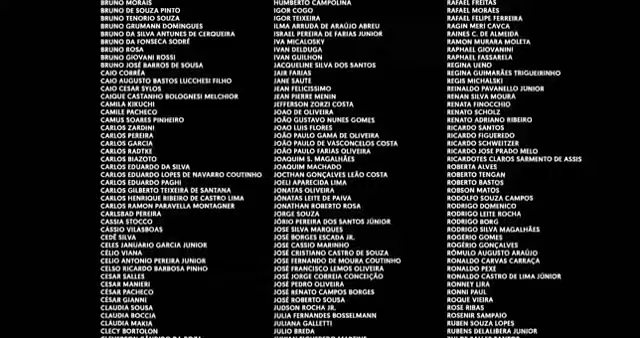 BRUNO MORAIS
BRUNO DE SOUZA PINTO
BRUNO TENORIO SOUZA
BRUNO GRUMANN DOMINGUES
BRUNO DA SILVA ANTUNES DE CERQUEIRA
BRUNO DA FONSECA SODRÉ
BRUNO ROSA
BRUNO GIOVANI ROSSI
BRUNO JOSÉ BARROS DE SOUSA
CAIO CORRÊA
CAIO AUGUSTO BASTOS LUCCHESI FILHO
CAIO CESAR SYLOS
CAIQUE CASTANHO BOLOGNESI MELCHIOR
CAMILA KIKUCHI
CAMILE PACHECO
CAMUS SOARES PINHEIRO
CARLOS ZARDINI
CARLOS PEREIRA
CARLOS GARCIA
CARLOS RADTKE
CARLOS BIAZOTO
CARLOS EDUARDO DA SILVA
CARLOS EDUARDO LOPES DE NAVARRO COUTINHO
CARLOS EDUARDO PAGHI
CARLOS GILBERTO TEIXEIRA DE SANTANA
CARLOS HENRIQUE RIBEIRO DE CASTRO LIMA
CARLOS RAMON PARAVELLA MONTAGNER
CARLSBAD PEREIRA
CASSIA STOCCO
CÁSSIO VILASBOAS
CEDÊ SILVA
CELES JANUARIO GARCIA JUNIOR
CÉLIO VIANA
CELIO ANTONIO PEREIRA JUNIOR
CELSO RICARDO BARBOSA PINHO
CESAR SALLES
CESAR MANIERI
CÉSAR PACHECO
CÉSAR GIANNI
CLAUDIA SOUSA
CLAUDIA BOCCIA
CLÁUDIA MAKIA
CLECY BORTOLON
HUMBERTO CAMPOLINA
IGOR COGO
IGOR TEIXEIRA
ILMA ARRUDA DE ARAÚJO ABREU
ISRAEL PEREIRA DE FARIAS JUNIOR
IVA MICALOSKY
IVAN DELDUGA
IVAN GUILHON
JACQUELINE SILVA DOS SANTOS
JAIR FARIAS
JANE SAUTE
JEAN FELICISSIMO
JEAN PIERRE MENIN
JEFFERSON ZORZI COSTA
JOAO DE OLIVEIRA
JOÃO GUSTAVO NUNES GOMES
JOAO LUIS FLORES
JOÃO PAULO GAMA DE OLIVEIRA
JOÃO PAULO DE VASCONCELOS COSTA
JOÃO PAULO FARIAS OLIVEIRA
JOAQUIM S. MAGALHÃES
JOAQUIM MACHADO
JOCTHAN GONÇALVES LEÃO COSTA
JOELI APARECIDA LIMA
JONATAS OLIVEIRA
JÔNATAS LEITE DE PAIVA
JONATHAN ROBERTO ROSA
JORGE SOUZA
JÓRIO PEREIRA DOS SANTOS JÚNIOR
JOSE SILVA MARQUES
JOSÉ BORGES ESCADA JR.
JOSE CASSIO MARINHO
JOSÉ CRISTIANO CASTRO DE SOUZA
JOSÉ FERNANDO DE MOURA COUTINHO
JOSÉ FRANCISCO LEMOS OLIVEIRA
JOSÉ JORGE CORREIA CONCEIÇÃO
JOSÉ PEDRO OLIVEIRA
JOSÉ RENATO CAMPOS BORGES
JOSÉ ROBERTO SOUSA
JUDSON ROCHA JR.
JULIA FERNANDES BOSSELMANN
JULIANA GALLETTI
JULIO BREDA
RAFAEL FREITAS
RAFAEL MORAES
RAFAEL FELIPE FERREIRA
RAGIN MERI CAVCA
RAINES C. DE ALMEIDA
RAMON MURARA MOLETA
RAPHAEL GIOVANINI
RAPHAEL FASSARELA
REGINA UENO
REGINA GUIMARÃES TRIGUEIRINHO
REGIS MICHALSKI
REINALDO PAVANELLO JUNIOR
RENAN SILVA MOURA
RENATA FINOCCHIO
RENATO SCHOLZ
RENATO ADRIANO RIBEIRO
RICARDO SANTOS
RICARDO FIGUEREDO
RICARDO SCHWEITZER
RICARDO JOSE PRADO MELO
RICARDOTES CLAROS SARMENTO DE ASSIS
ROBERTA ALVES
ROBERTO TENGAN
ROBERTO BASTOS
ROBSON MATOS
RODOLFO SOUZA CAMPOS
RODRIGO DOMENICO
RODRIGO LEITE ROCHA
RODRIGO BORG
RODRIGO SILVA MAGALHÃES
ROGERIO GOMES
ROGÉRIO GONÇALVES
RÔMULO AUGUSTO ARAÚJO
RONALDO CARVAS CARRAÇA
RONALDO PEXE
RONALDO CASTRO DE LIMA JÚNIOR
RONNEY LIRA
RONNI PAUL
ROQUE VIEIRA
ROSE RIBAS
ROSENIR SAMPAIO
RUBEN SOUZA LOPES
RUBENS DELALIBERA JUNIOR